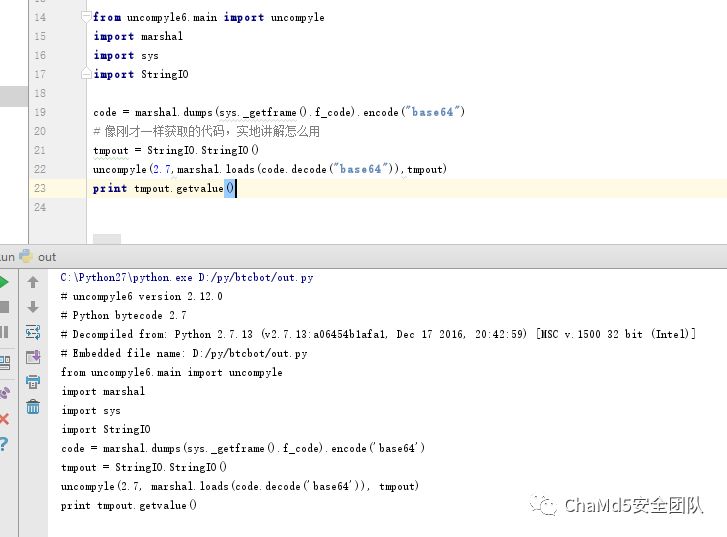 14 from uncompyle6.main import uncompyle
15 import marshal
16 import sys
17 import StringIO
18
19 code = marshal.dumps(sys._getframe().f_code).encode("base64")
20 # 像刚才一样获取的代码，实地讲解怎么用
21 tmpout = StringIO.StringIO()
22 uncompyle(2.7,marshal.loads(code.decode("base64")),tmpout)
23 print tmpout.getvalue()
24
un out
C:\Python27\python.exe D:/py/btcbot/out.py
# uncompyle6 version 2.12.0
# Python bytecode 2.7
# Decompiled from: Python 2.7.13 (v2.7.13:a06454b1afa1, Dec 17 2016, 20:42:59) [MSC v.1500 32 bit (Intel)]
# Embedded file name: D:/py/btcbot/out.py
from uncompyle6.main import uncompyle
import marshal
import sys
import StringIO
code = marshal.dumps(sys._getframe().f_code).encode('base64')
tmpout = StringIO.StringIO()
uncompyle(2.7, marshal.loads(code.decode('base64')), tmpout)
print tmpout.getvalue()
ChaMd5安全团队